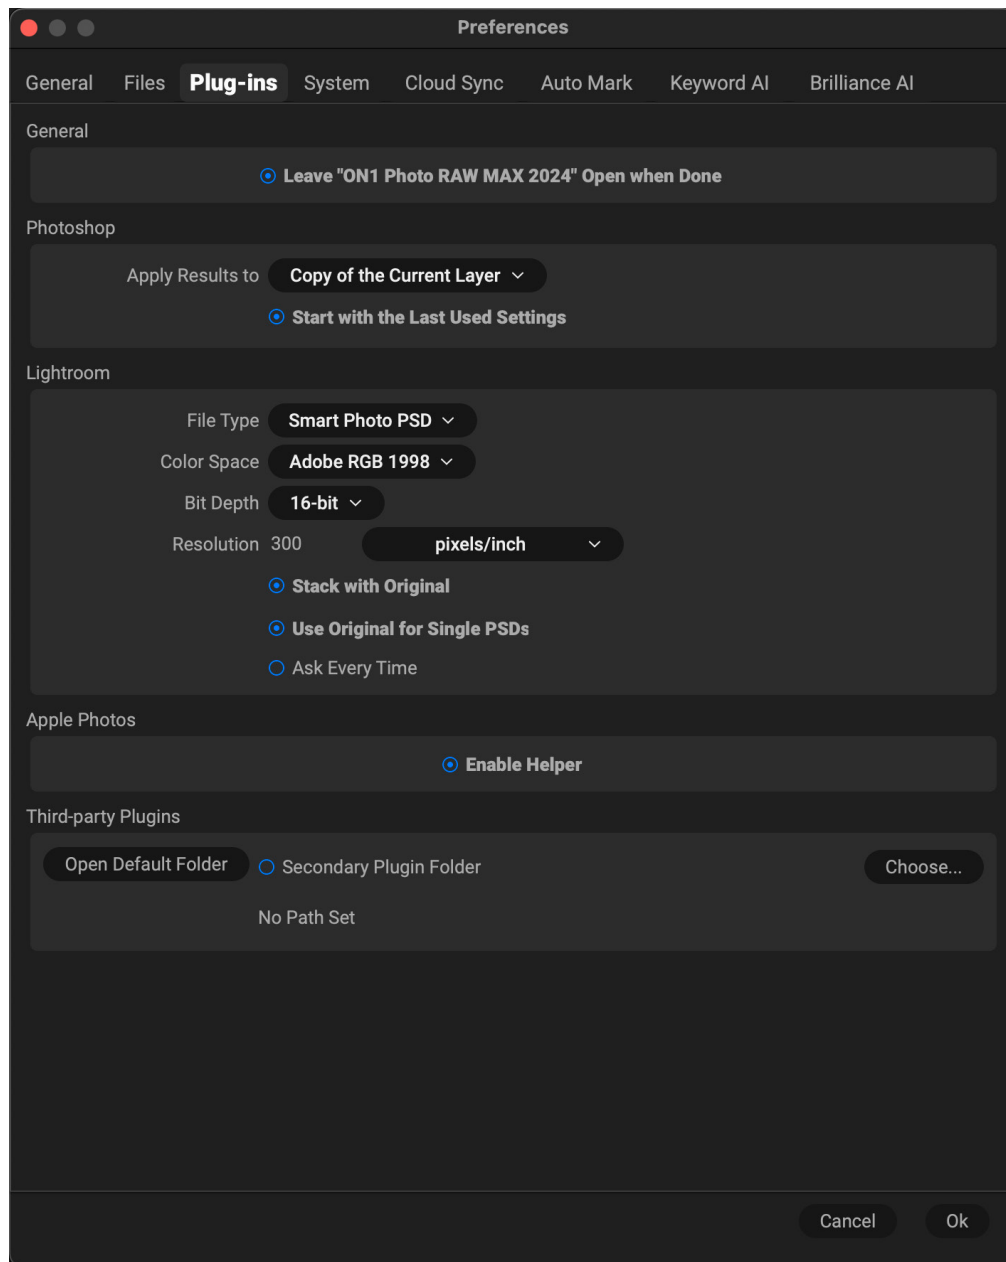 Preferences
General Files Plug-ins System Cloud Sync Auto Mark Keyword AI Brilliance AI
General
Leave "ON1 Photo RAW MAX 2024" Open when Done
Photoshop
Apply Results to Copy of the Current Layer
Start with the Last Used Settings
Lightroom
File Type Smart Photo PSD
Color Space Adobe RGB 1998
Bit Depth 16-bit
Resolution 300 pixels/inch
Stack with Original
Use Original for Single PSDs
Ask Every Time
Apple Photos
Enable Helper
Third-party Plugins
Open Default Folder Secondary Plugin Folder Choose...
No Path Set
Cancel Ok